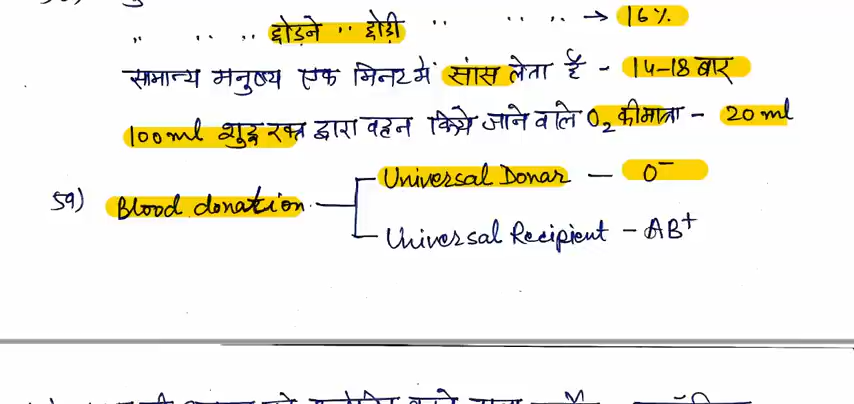 " " " छोड़ने " छोड़ी " " " " → 16%
सामान्य मनुष्य एक मिनट में सांस लेता है - 14-18 बार
100ml शुद्ध रक्त द्वारा वहन किये जाने वाले O₂ की मात्रा - 20 ml
59) Blood donation - Universal Donar - O⁻
Universal Recipient - AB⁺